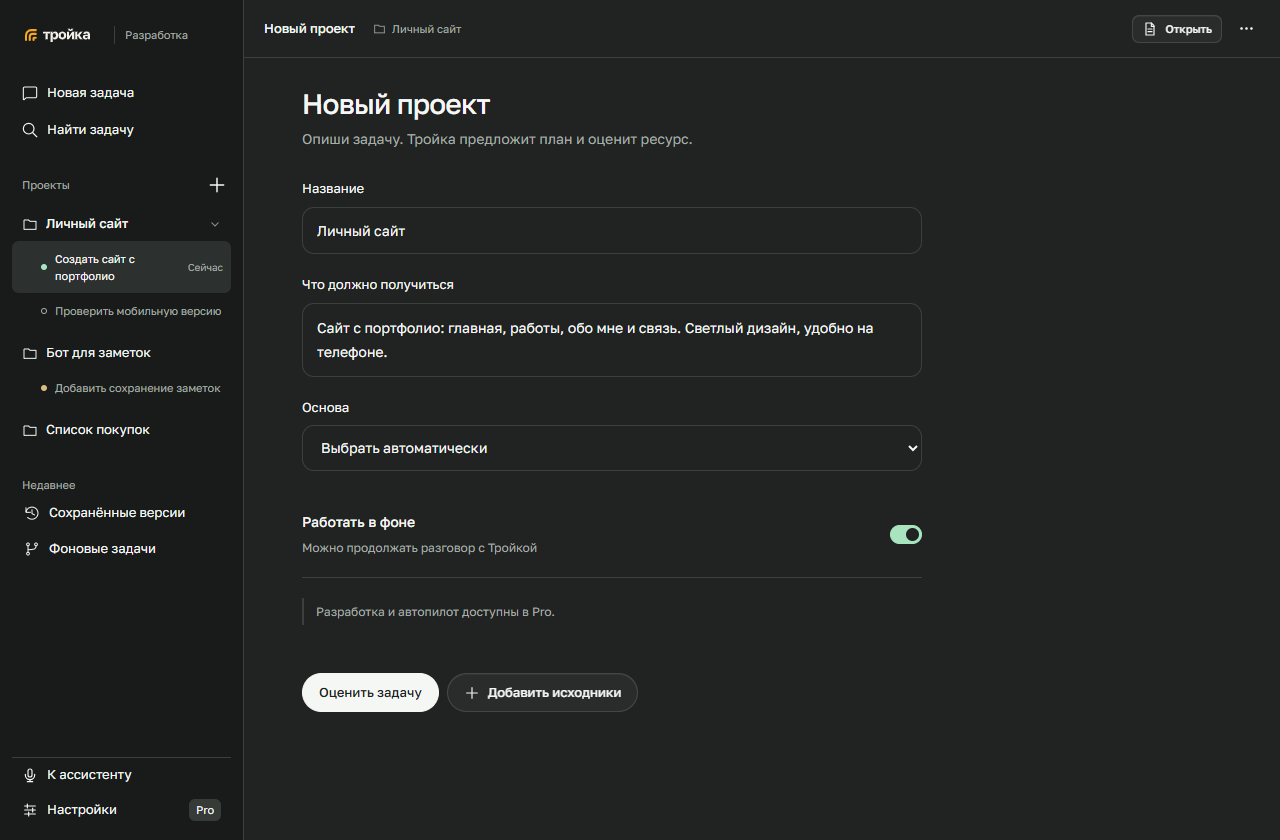 тройка
Разработка
Новая задача
Найти задачу
Проекты
Личный сайт
Создать сайт с
портфолио
Сейчас
Проверить мобильную версию
Бот для заметок
Добавить сохранение заметок
Список покупок
Недавнее
Сохранённые версии
Фоновые задачи
К ассистенту
Настройки
Pro
Новый проект
Личный сайт
Открыть
Новый проект
Опиши задачу. Тройка предложит план и оценит ресурс.
Название
Личный сайт
Что должно получиться
Сайт с портфолио: главная, работы, обо мне и связь. Светлый дизайн, удобно на
телефоне.
Основа
Выбрать автоматически
Работать в фоне
Можно продолжать разговор с Тройкой
Разработка и автопилот доступны в Pro.
Оценить задачу
Добавить исходники